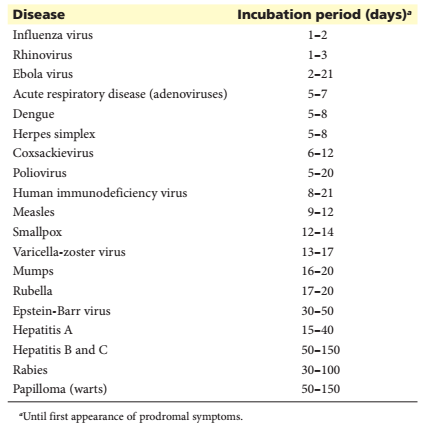 Disease Incubation period (days)ᵃ
Influenza virus 1–2
Rhinovirus 1–3
Ebola virus 2–21
Acute respiratory disease (adenoviruses) 5–7
Dengue 5–8
Herpes simplex 5–8
Coxsackievirus 6–12
Poliovirus 5–20
Human immunodeficiency virus 8–21
Measles 9–12
Smallpox 12–14
Varicella-zoster virus 13–17
Mumps 16–20
Rubella 17–20
Epstein-Barr virus 30–50
Hepatitis A 15–40
Hepatitis B and C 50–150
Rabies 30–100
Papilloma (warts) 50–150
ᵃUntil first appearance of prodromal symptoms.